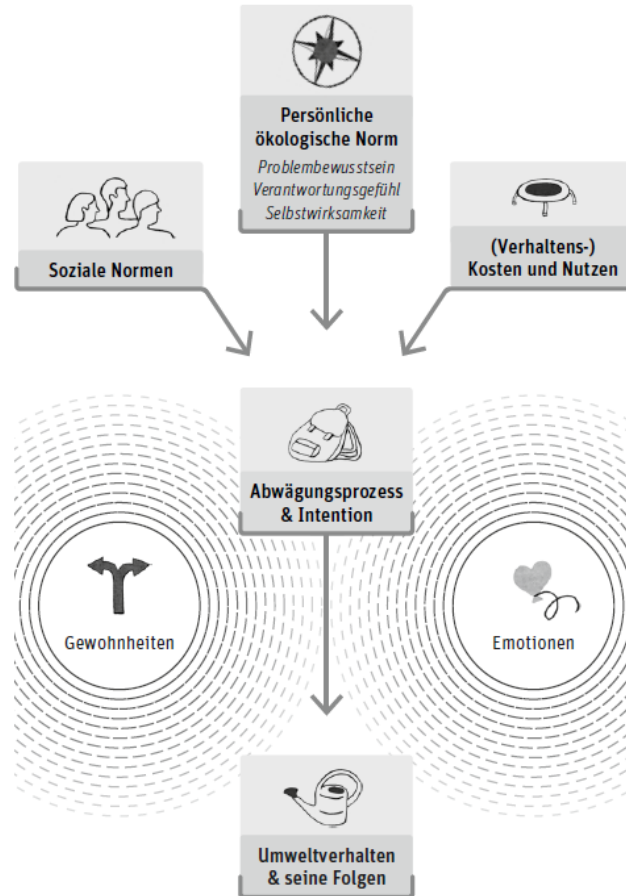 Persönliche
ökologische Norm
Problembewusstsein
Verantwortungsgefühl
Selbstwirksamkeit
Soziale Normen
(Verhaltens-)
Kosten und Nutzen
Abwägungsprozess
& Intention
Gewohnheiten
Emotionen
Umweltverhalten
& seine Folgen